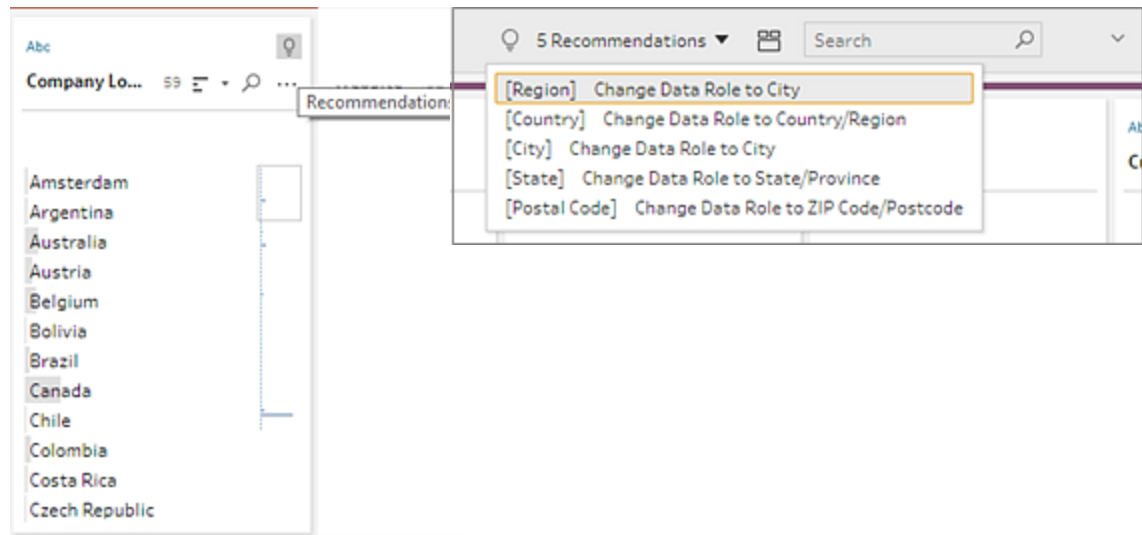 Abc
Company Lo... 59
Recommendations
Amsterdam
Argentina
Australia
Austria
Belgium
Bolivia
Brazil
Canada
Chile
Colombia
Costa Rica
Czech Republic
5 Recommendations
Search
[Region] Change Data Role to City
[Country] Change Data Role to Country/Region
[City] Change Data Role to City
[State] Change Data Role to State/Province
[Postal Code] Change Data Role to ZIP Code/Postcode